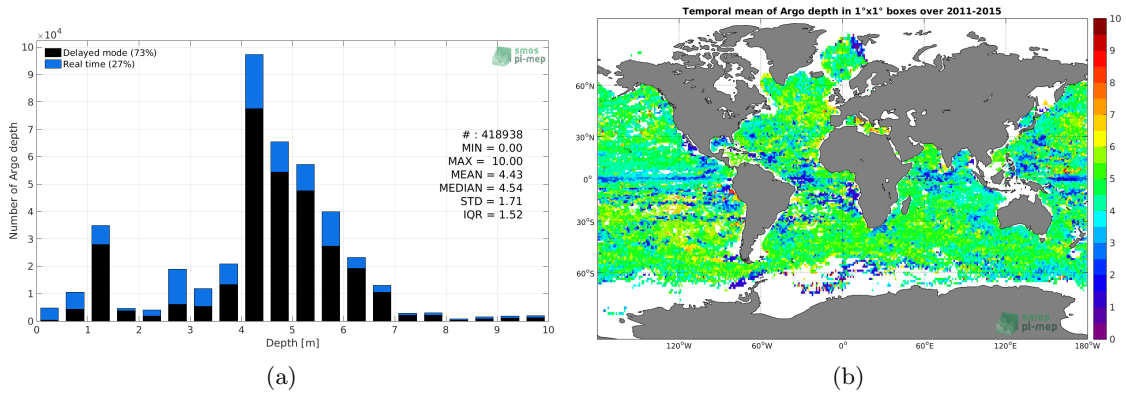 ×10⁴
Delayed mode (73%)
Real time (27%)
smos
pi-mep
# : 418938
MIN = 0.00
MAX = 10.00
MEAN = 4.43
MEDIAN = 4.54
STD = 1.71
IQR = 1.52
Number of Argo depth
10
9
8
7
6
5
4
3
2
1
0
0 1 2 3 4 5 6 7 8 9 10
Depth [m]
(a)
Temporal mean of Argo depth in 1°x1° boxes over 2011-2015
60°N
30°N
0°
30°S
60°S
120°W 60°W 0° 60°E 120°E 180°W
smos
pi-mep
10
9
8
7
6
5
4
3
2
1
0
(b)